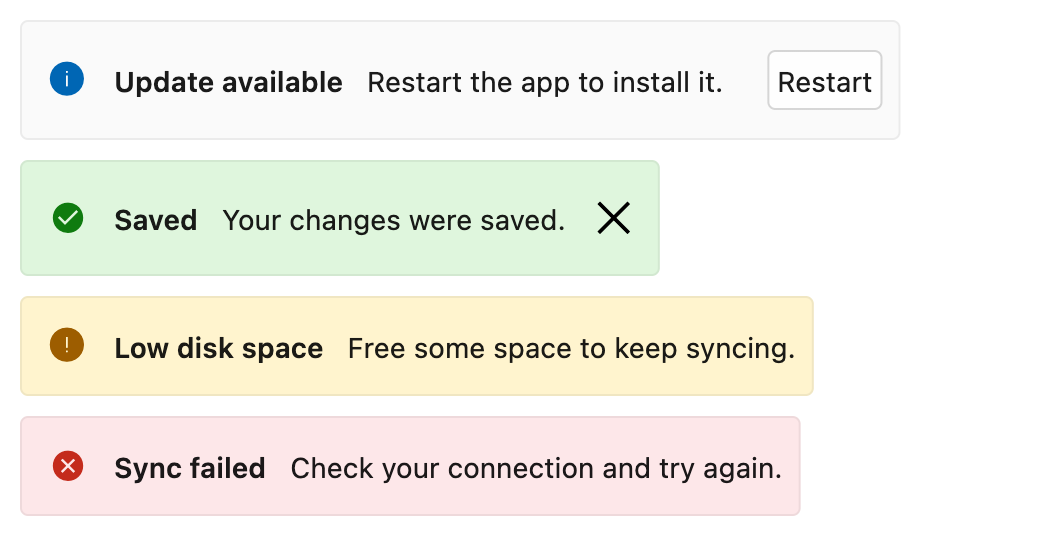 Update available Restart the app to install it. Restart
Saved Your changes were saved.
Low disk space Free some space to keep syncing.
Sync failed Check your connection and try again.